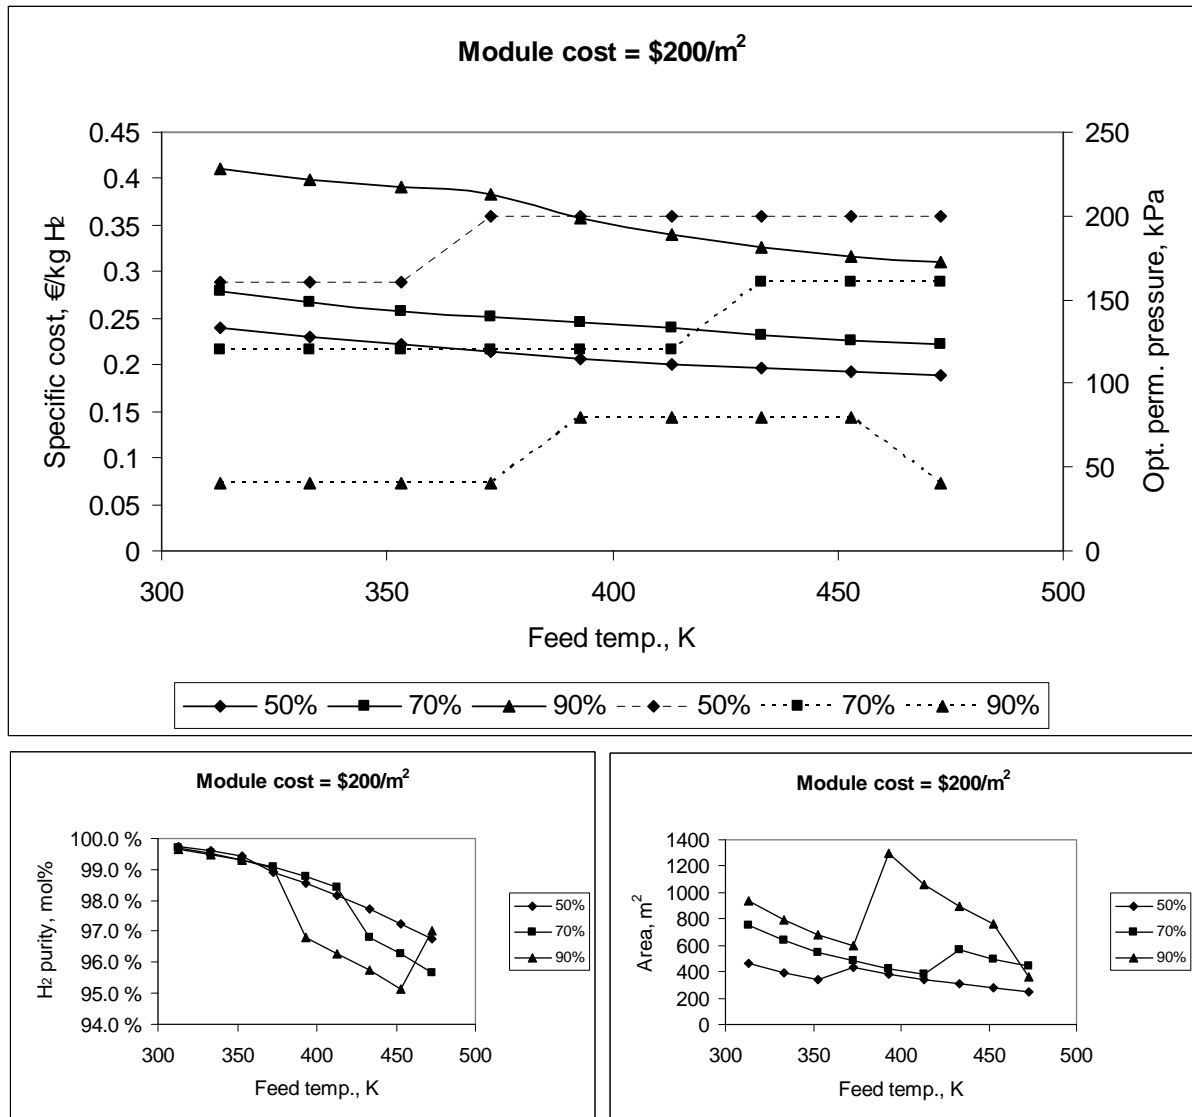 Module cost = $200/m²
0.45
0.4
0.35
0.3
0.25
0.2
0.15
0.1
0.05
0
Specific cost, €/kg H₂
250
200
150
100
50
0
Opt. perm. pressure, kPa
300 350 400 450 500
Feed temp., K
50% 70% 90% 50% 70% 90%
Module cost = $200/m²
100.0 %
99.0 %
98.0 %
97.0 %
96.0 %
95.0 %
94.0 %
H₂ purity, mol%
300 350 400 450 500
Feed temp., K
50%
70%
90%
Module cost = $200/m²
1400
1200
1000
800
600
400
200
0
Area, m²
300 350 400 450 500
Feed temp., K
50%
70%
90%